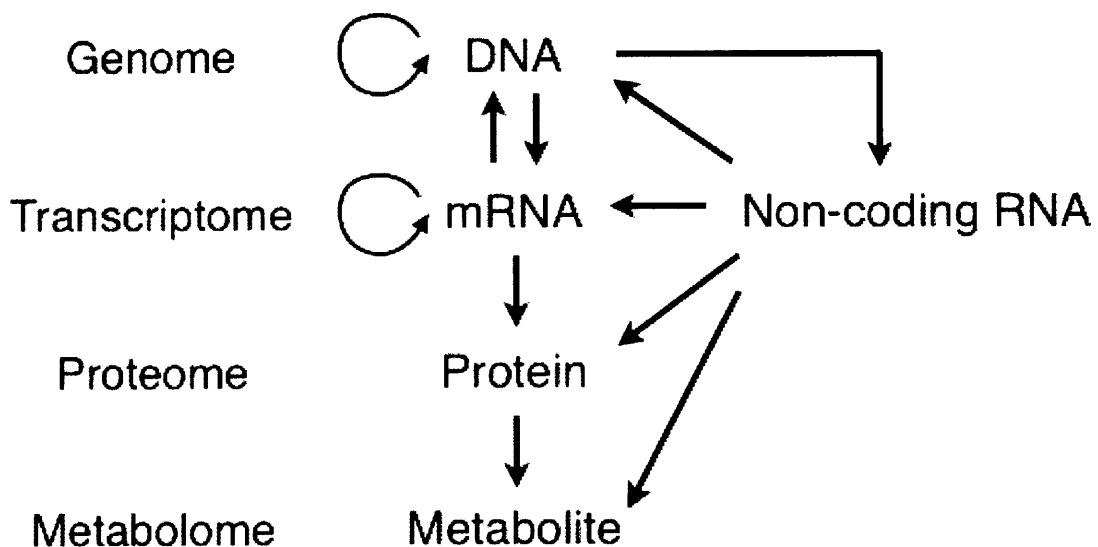 Genome DNA
Transcriptome mRNA Non-coding RNA
Proteome Protein
Metabolome Metabolite